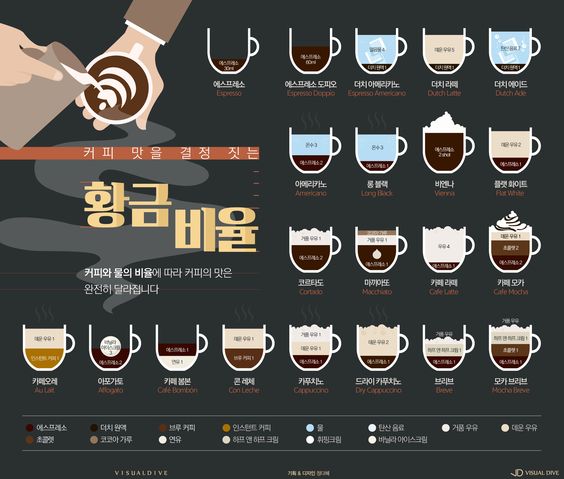 커피 맛을 결정 짓는
황금
비율
커피와 물의 비율에 따라 커피의 맛은
완전히 달라집니다
에스프레소
30ml
에스프레소
Espresso
에스프레소
60ml
에스프레소 도피오
Espresso Doppio
얼음물 4
더치 원액 1
더치 아메리카노
Espresso Americano
데운 우유 5
더치 원액 1
더치 라떼
Dutch Latte
탄산 음료 7
더치 원액 1
더치 에이드
Dutch Ade
온수 3
에스프레소 2
아메리카노
Americano
온수 3
에스프레소 2
롱 블랙
Long Black
에스프레소
2 shot
비엔나
Vienna
데운 우유 2
에스프레소 2
플랫 화이트
Flat White
거품 우유 1
에스프레소 2
코르타도
Cortado
거품 우유 1
에스프레소 1
마끼아또
Macchiato
우유 4
에스프레소 1
카페 라떼
Cafe Latte
데운 우유 1
초콜렛 2
에스프레소 1
카페 모카
Cafe Mocha
데운 우유 1
인스턴트 커피 1
카페오레
Au Lait
바닐라
아이스크림 3
에스프레소 2
아포가토
Affogato
에스프레소 1
연유 1
카페 봉본
Café Bombon
데운 우유 1
브루 커피 1
콘 레체
Con Leche
거품 우유 1
데운 우유 1
에스프레소 1
카푸치노
Cappuccino
거품 우유 2
에스프레소 1
드라이 카푸치노
Dry Cappuccino
거품 우유
하프 앤 하프 크림 1
에스프레소 1
브리브
Breve
거품 우유
하프 앤 하프 크림 1
초콜렛 1
에스프레소 1
모카 브리브
Mocha Breve
에스프레소
더치 원액
브루 커피
인스턴트 커피
물
탄산 음료
거품 우유
데운 우유
초콜렛
코코아 가루
연유
하프 앤 하프 크림
휘핑크림
바닐라 아이스크림
VISUALDIVE
기획 & 디자인 정다혜
VISUAL DIVE